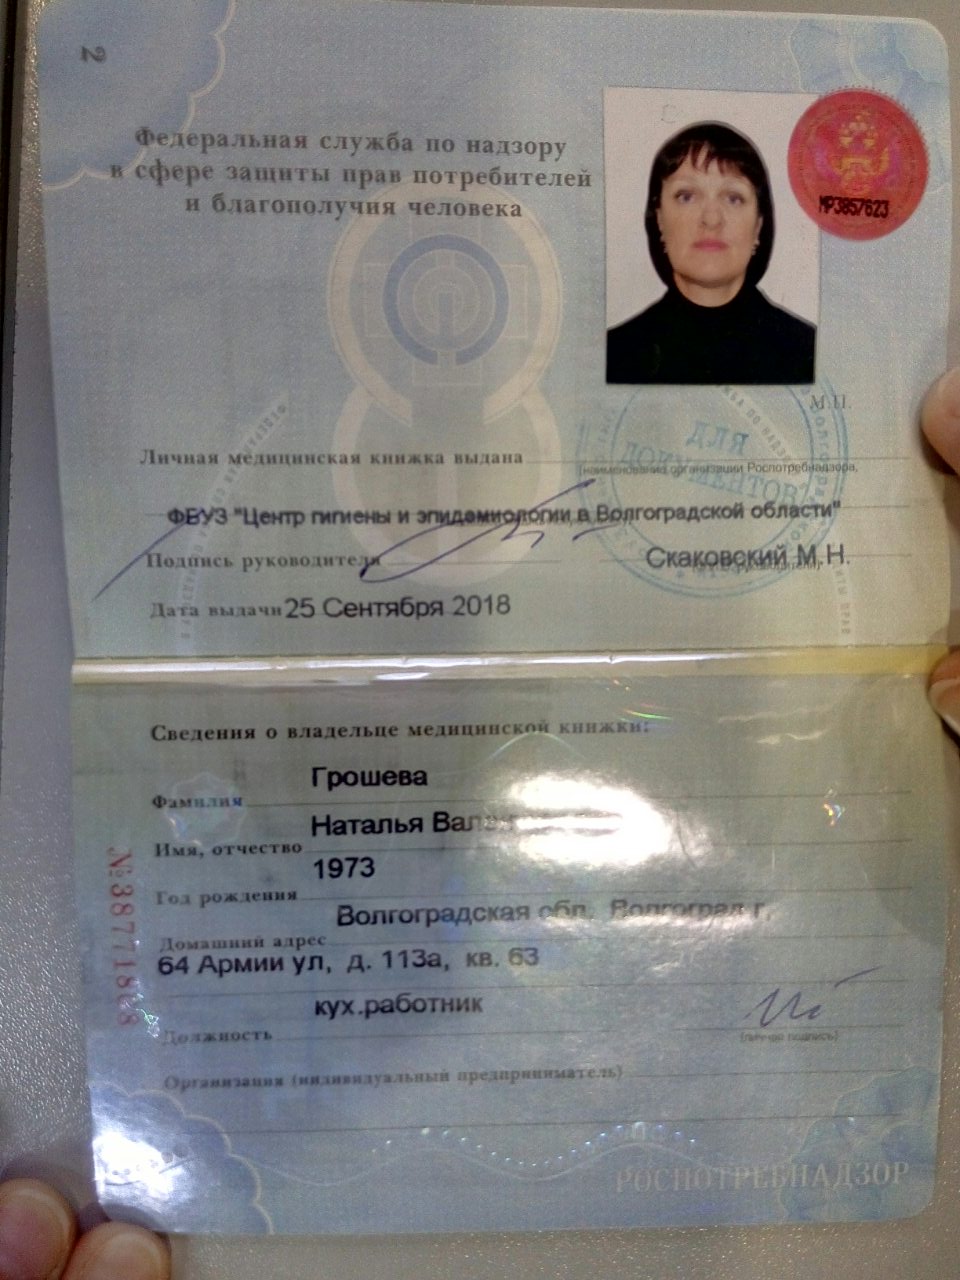 2
Федеральная служба по надзору
в сфере защиты прав потребителей
и благополучия человека
МР3857623
М.П.
ДЛЯ
ДОКУМЕНТОВ
Личная медицинская книжка выдана
(наименование организации Роспотребнадзора,
ФБУЗ "Центр гигиены и эпидемиологии в Волгоградской области"
Подпись руководителя Скаковский М.Н.
Дата выдачи 25 Сентября 2018
Сведения о владельце медицинской книжки:
Грошева
Фамилия
Наталья
Имя, отчество
1973
Год рождения
Волгоградская обл, Волгоград г,
Домашний адрес
64 Армии ул, д. 113а, кв. 63
кух.работник
Должность
(личная подпись)
Организация (индивидуальный предприниматель)
РОСПОТРЕБНАДЗОР